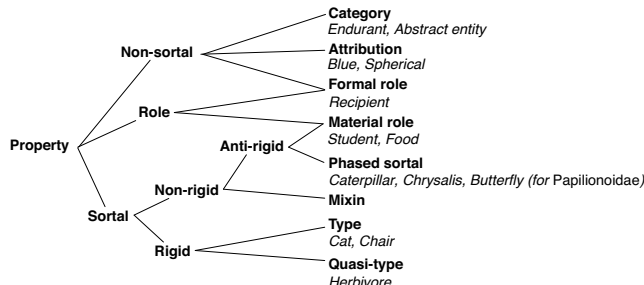 Category
Endurant, Abstract entity
Non-sortal
Attribution
Blue, Spherical
Formal role
Recipient
Role
Material role
Student, Food
Property
Anti-rigid
Phased sortal
Caterpillar, Chrysalis, Butterfly (for Papilionoidae)
Non-rigid
Mixin
Sortal
Type
Cat, Chair
Rigid
Quasi-type
Herbivore